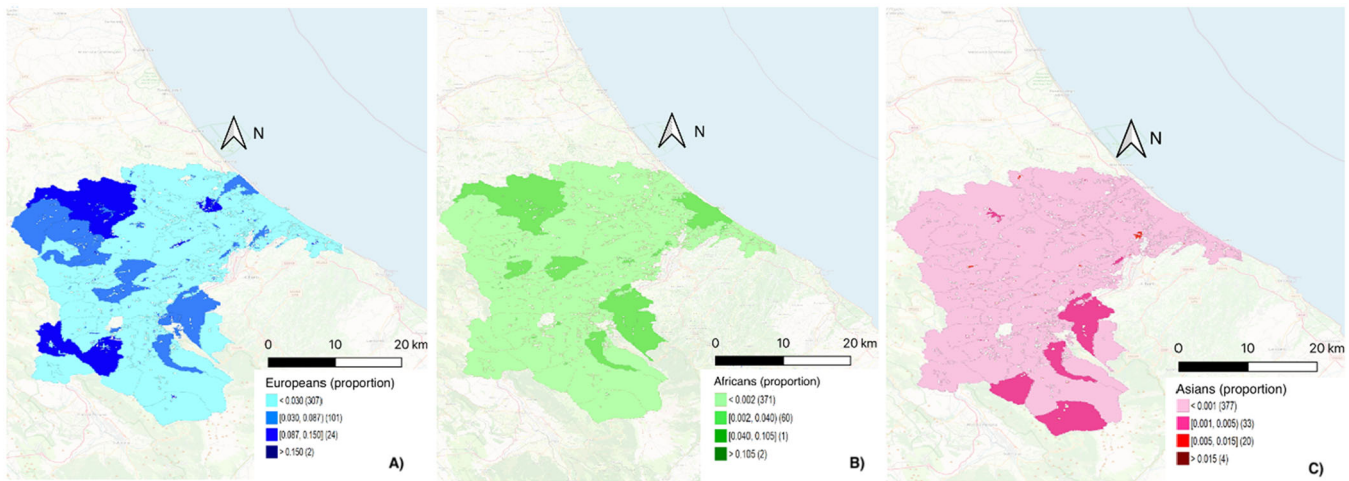 N
0 10 20 km
Europeans (proportion)
< 0.030 (307)
[0.030, 0.087) (101)
[0.087, 0.150] (24)
> 0.150 (2)
A)
N
0 10 20 km
Africans (proportion)
< 0.002 (371)
[0.002, 0.040) (60)
[0.040, 0.105] (1)
> 0.105 (2)
B)
N
0 10 20 km
Asians (proportion)
< 0.001 (377)
[0.001, 0.005) (33)
[0.005, 0.015] (20)
> 0.015 (4)
C)